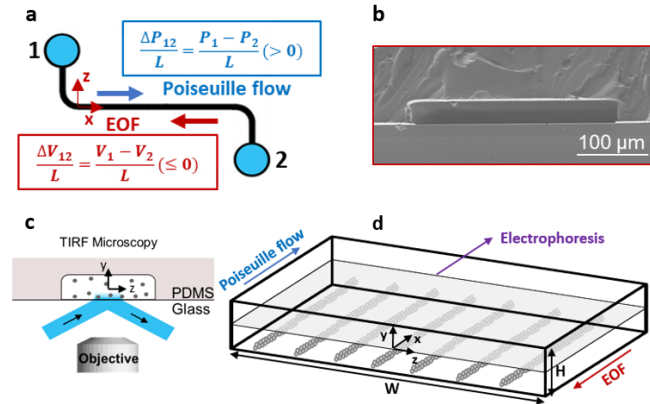 a
1
ΔP₁₂/L = (P₁ − P₂)/L (> 0)
z
Poiseuille flow
x
EOF
2
ΔV₁₂/L = (V₁ − V₂)/L (≤ 0)
b
100 µm
c
TIRF Microscopy
y
z
PDMS
Glass
Objective
d
Poiseuille flow
Electrophoresis
y
x
z
H
W
EOF